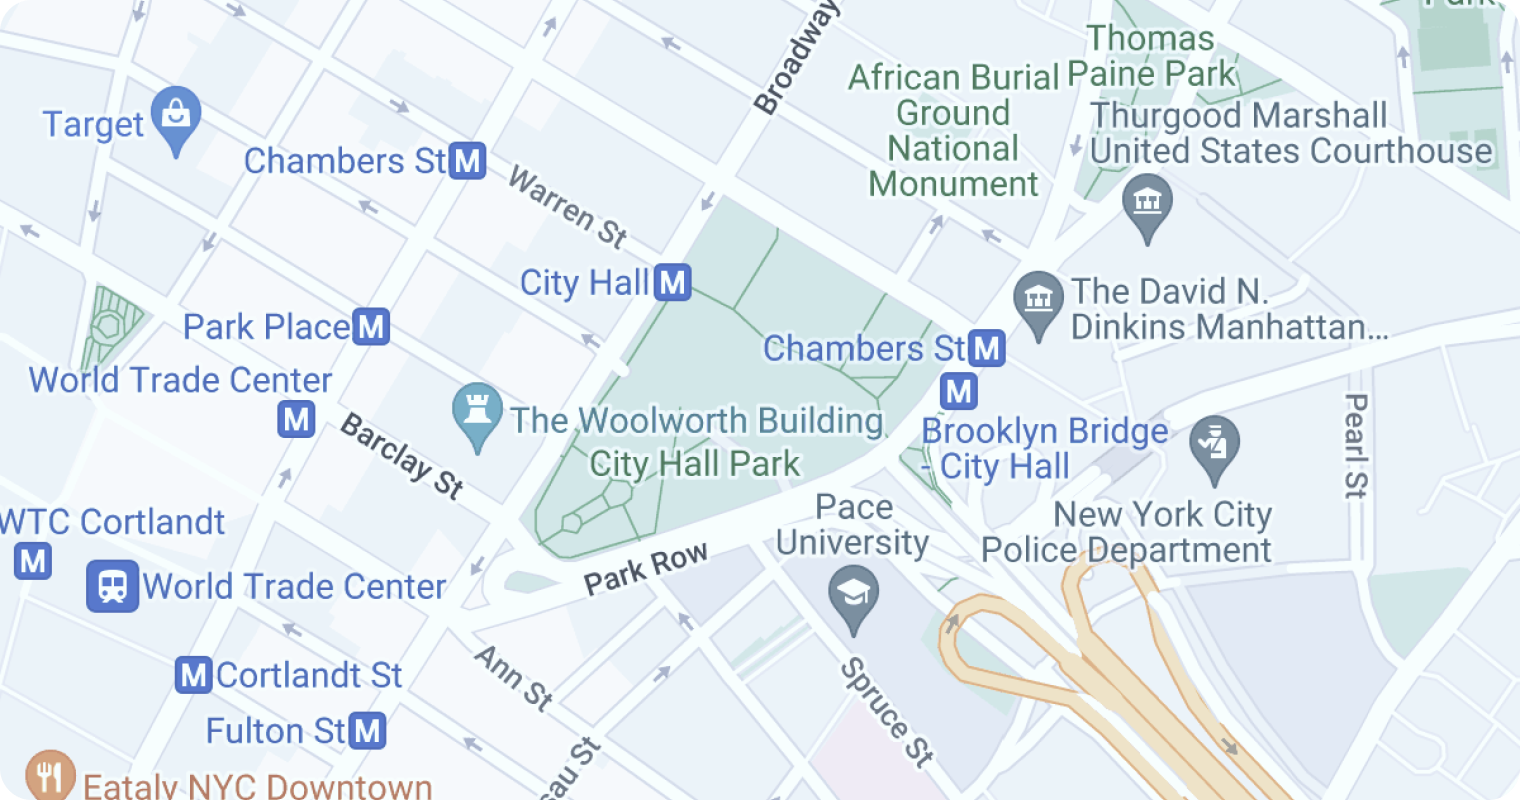 Park
Thomas
Paine Park
Broadway
African Burial
Ground
National
Monument
Thurgood Marshall
United States Courthouse
Target
Chambers St
M
Warren St
City Hall
M
The David N.
Dinkins Manhattan...
Park Place
M
Chambers St
M
M
World Trade Center
M
The Woolworth Building
Barclay St
Brooklyn Bridge
- City Hall
Pearl St
City Hall Park
WTC Cortlandt
M
Pace
University
New York City
Police Department
Park Row
World Trade Center
Cortlandt St
M
Ann St
Spruce St
Fulton St
M
sau St
Eataly NYC Downtown